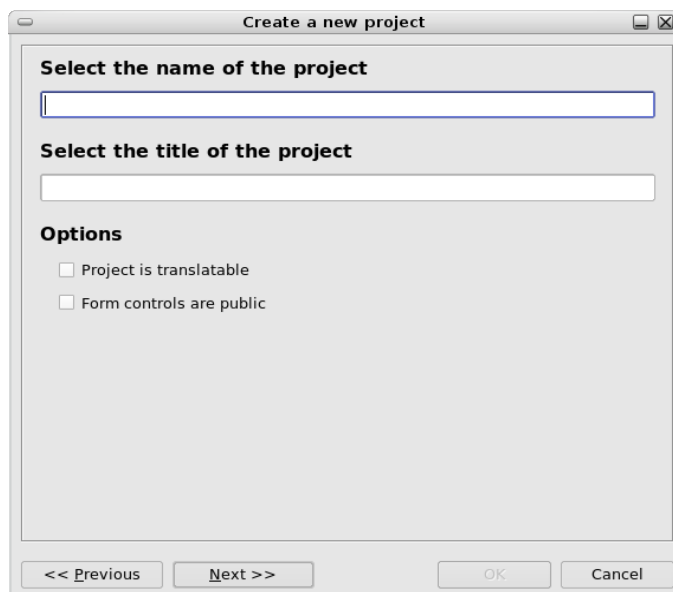 Create a new project
Select the name of the project
Select the title of the project
Options
Project is translatable
Form controls are public
<< Previous Next >> OK Cancel